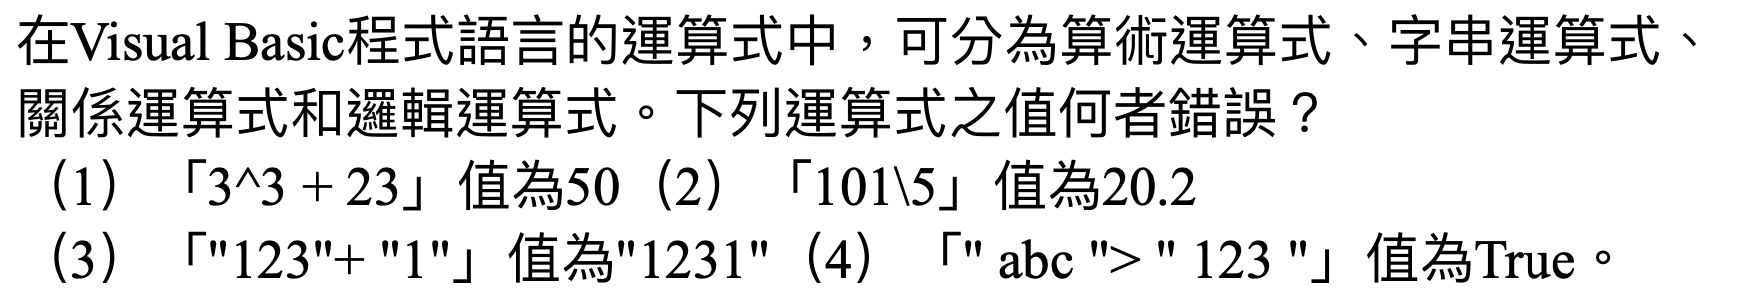 在Visual Basic程式語言的運算式中，可分為算術運算式、字串運算式、
關係運算式和邏輯運算式。下列運算式之值何者錯誤？
（1）「3^3 + 23」值為50（2）「101\5」值為20.2
（3）「"123"+ "1"」值為"1231"（4）「" abc "> " 123 "」值為True。